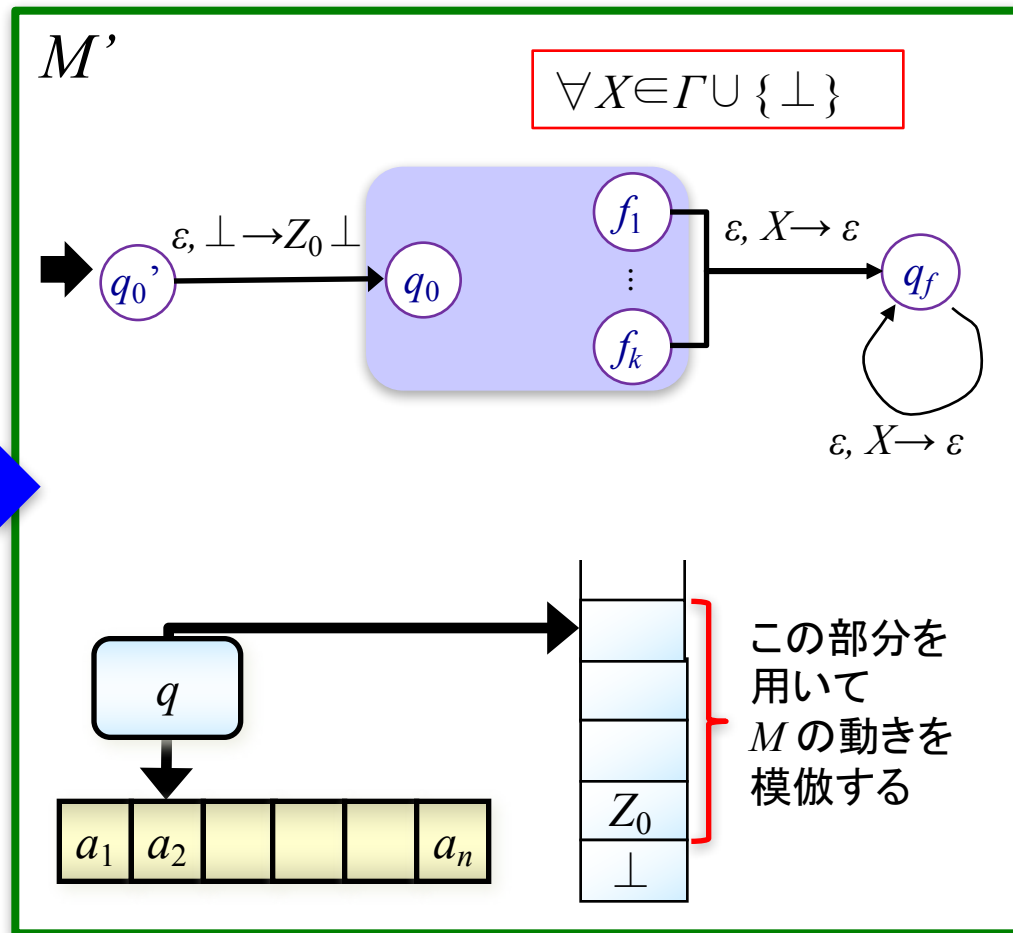 M’
∀X∈Γ∪{⊥}
ε, ⊥→Z₀⊥
q₀’
q₀
f₁
⋮
fₖ
ε, X→ ε
q_f
ε, X→ ε
q
a₁ a₂ aₙ
Z₀
⊥
この部分を
用いて
M の動きを
模倣する